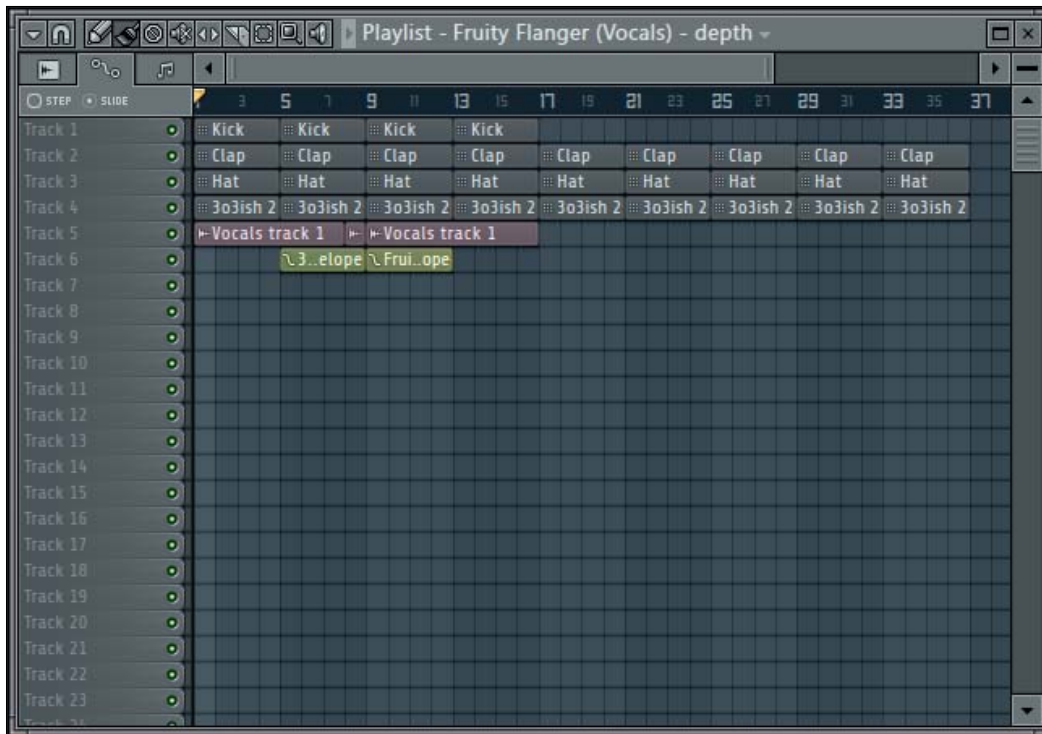 Playlist - Fruity Flanger (Vocals) - depth
STEP SLIDE 3 5 7 9 11 13 15 17 19 21 23 25 27 29 31 33 35 37
Track 1 Kick Kick Kick Kick
Track 2 Clap Clap Clap Clap Clap Clap Clap Clap Clap
Track 3 Hat Hat Hat Hat Hat Hat Hat Hat Hat
Track 4 3o3ish 2 3o3ish 2 3o3ish 2 3o3ish 2 3o3ish 2 3o3ish 2 3o3ish 2 3o3ish 2 3o3ish 2
Track 5 Vocals track 1 Vocals track 1
Track 6 3..elope Frui..ope
Track 7
Track 8
Track 9
Track 10
Track 11
Track 12
Track 13
Track 14
Track 15
Track 16
Track 17
Track 18
Track 19
Track 20
Track 21
Track 22
Track 23